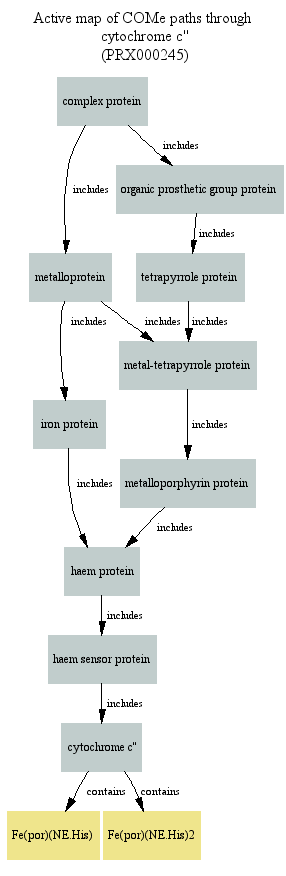 Active map of COMe paths through
cytochrome c"
(PRX000245)
complex protein
includes
organic prosthetic group protein
includes
includes
metalloprotein
tetrapyrrole protein
includes
includes
includes
metal-tetrapyrrole protein
iron protein
includes
includes
metalloporphyrin protein
includes
haem protein
includes
haem sensor protein
includes
cytochrome c"
contains
contains
Fe(por)(NE.His)
Fe(por)(NE.His)2